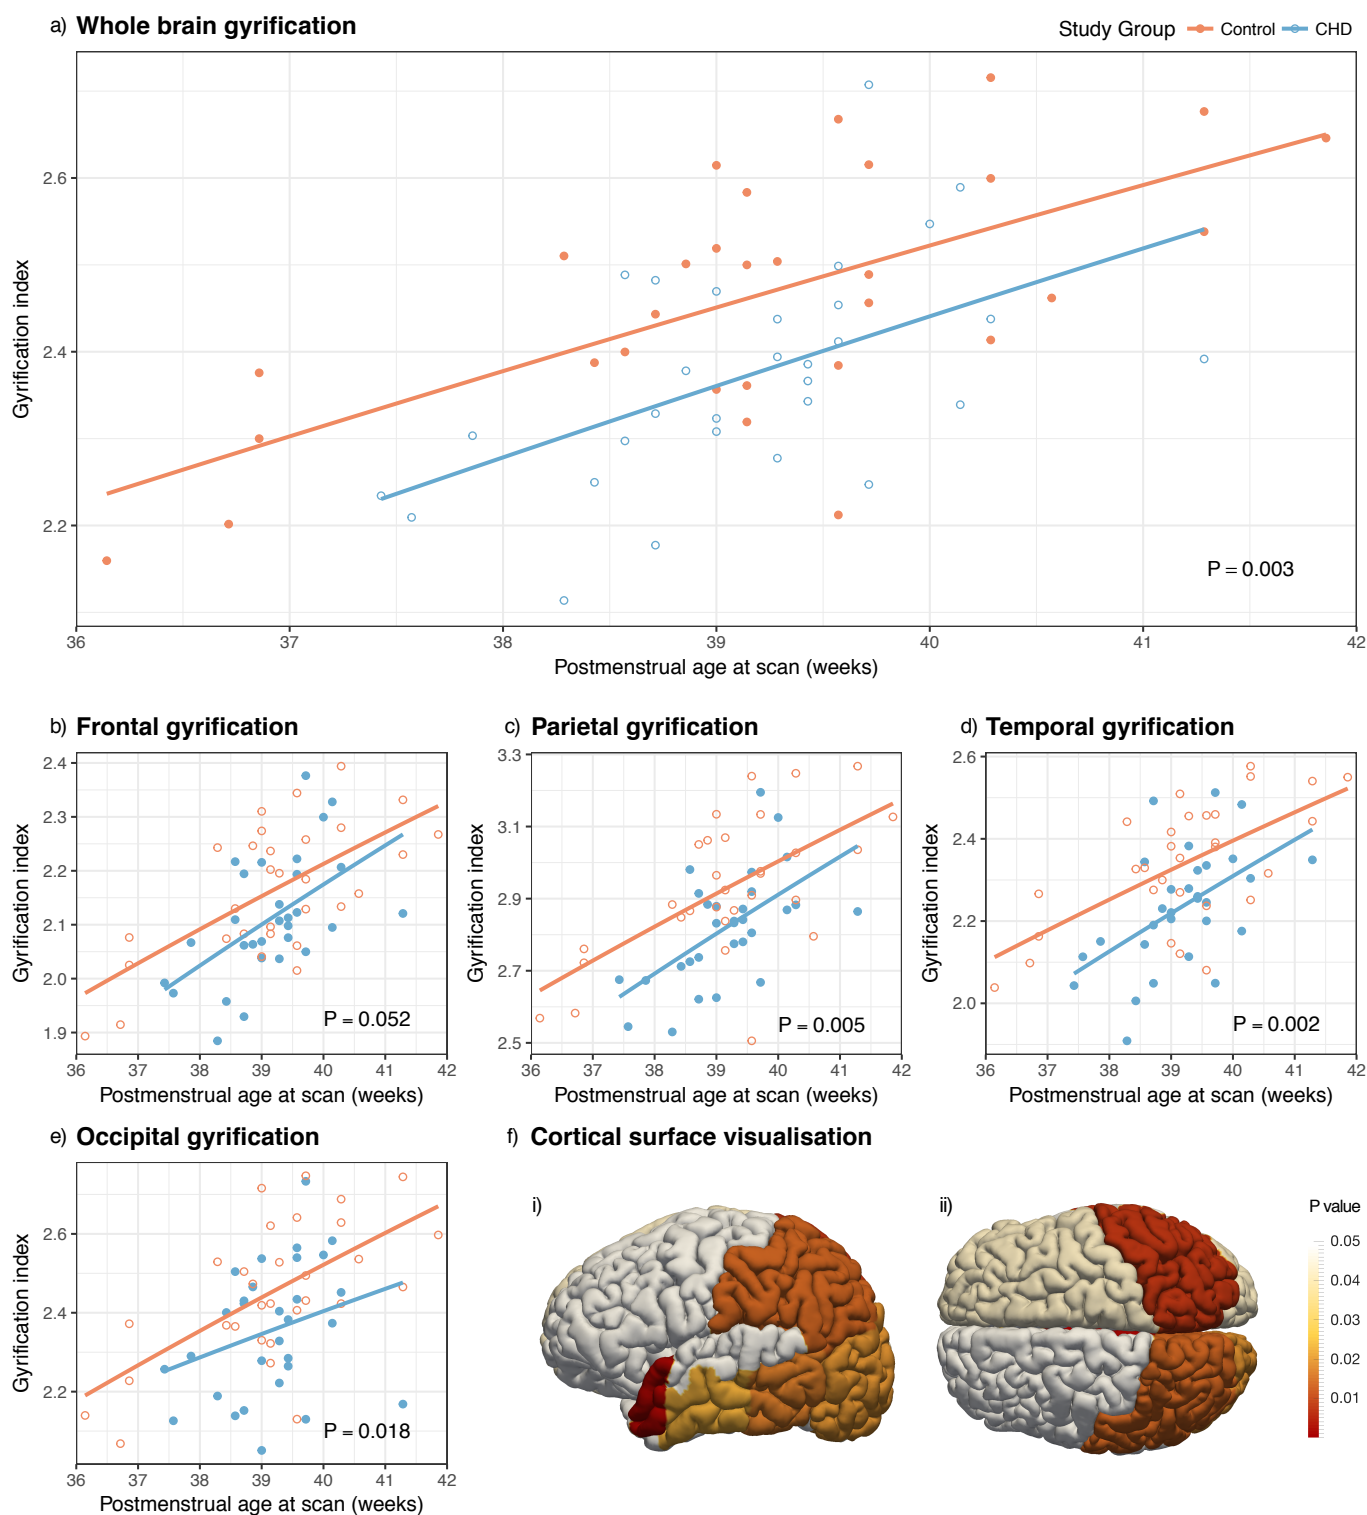 a) Whole brain gyrification
Study Group Control CHD
Gyrification index
2.6
2.4
2.2
P = 0.003
36 37 38 39 40 41 42
Postmenstrual age at scan (weeks)
b) Frontal gyrification
Gyrification index
2.4
2.3
2.2
2.1
2.0
1.9
P = 0.052
36 37 38 39 40 41 42
Postmenstrual age at scan (weeks)
c) Parietal gyrification
Gyrification index
3.3
3.1
2.9
2.7
2.5
P = 0.005
36 37 38 39 40 41 42
Postmenstrual age at scan (weeks)
d) Temporal gyrification
Gyrification index
2.6
2.4
2.2
2.0
P = 0.002
36 37 38 39 40 41 42
Postmenstrual age at scan (weeks)
e) Occipital gyrification
Gyrification index
2.6
2.4
2.2
P = 0.018
36 37 38 39 40 41 42
Postmenstrual age at scan (weeks)
f) Cortical surface visualisation
i)
ii)
P value
0.05
0.04
0.03
0.02
0.01